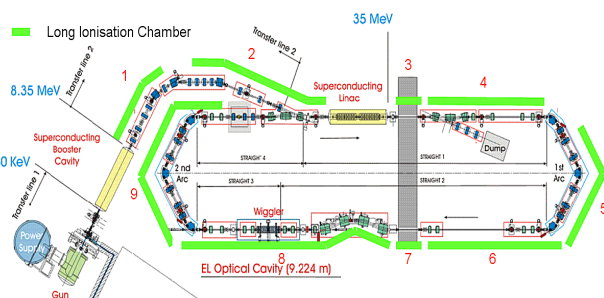 Long Ionisation Chamber
35 MeV
Transfer line 2
Transfer line 2
1
2
3
4
8.35 MeV
Superconducting
Linac
Superconducting
Booster
Cavity
Dump
0 KeV
STRAIGHT 4
STRAIGHT 1
2 nd
Arc
1st
Arc
Transfer line 1
STRAIGHT 3
STRAIGHT 2
9
5
Wiggler
Power
Supply
8
7
6
EL Optical Cavity (9.224 m)
Gun